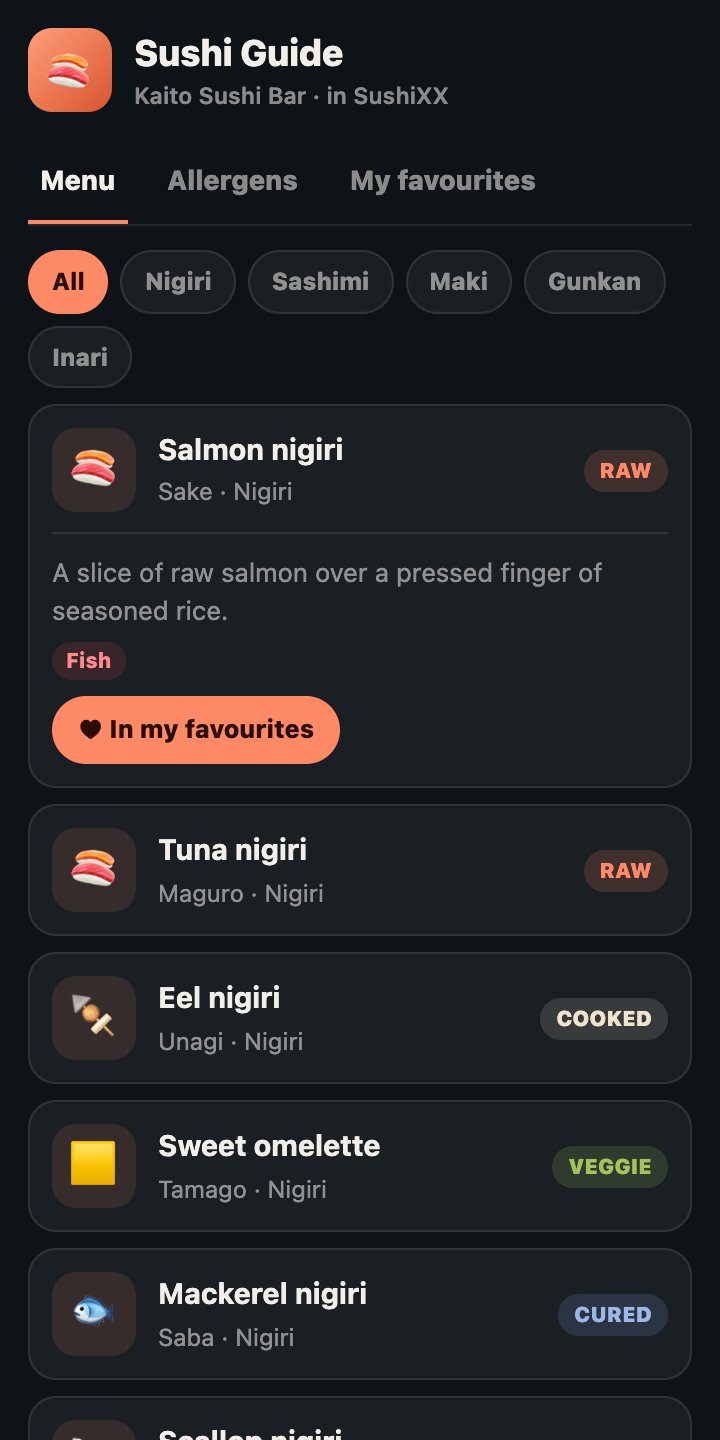 Sushi Guide
Kaito Sushi Bar · in SushiXX
Menu
Allergens
My favourites
All
Nigiri
Sashimi
Maki
Gunkan
Inari
Salmon nigiri
Sake · Nigiri
RAW
A slice of raw salmon over a pressed finger of
seasoned rice.
Fish
♥ In my favourites
Tuna nigiri
Maguro · Nigiri
RAW
Eel nigiri
Unagi · Nigiri
COOKED
Sweet omelette
Tamago · Nigiri
VEGGIE
Mackerel nigiri
Saba · Nigiri
CURED
Scallop nigiri